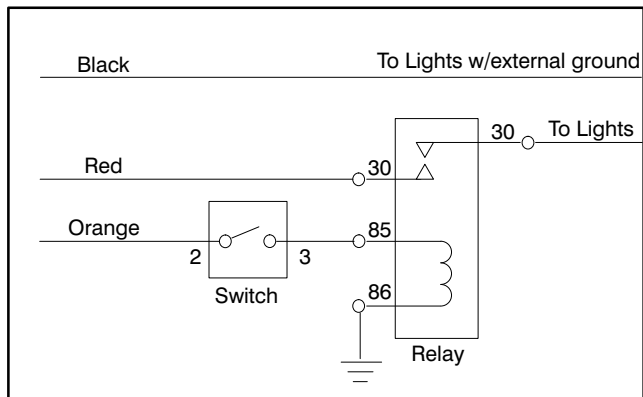 Black
To Lights w/external ground
30
To Lights
Red
30
Orange
2
3
85
Switch
86
Relay